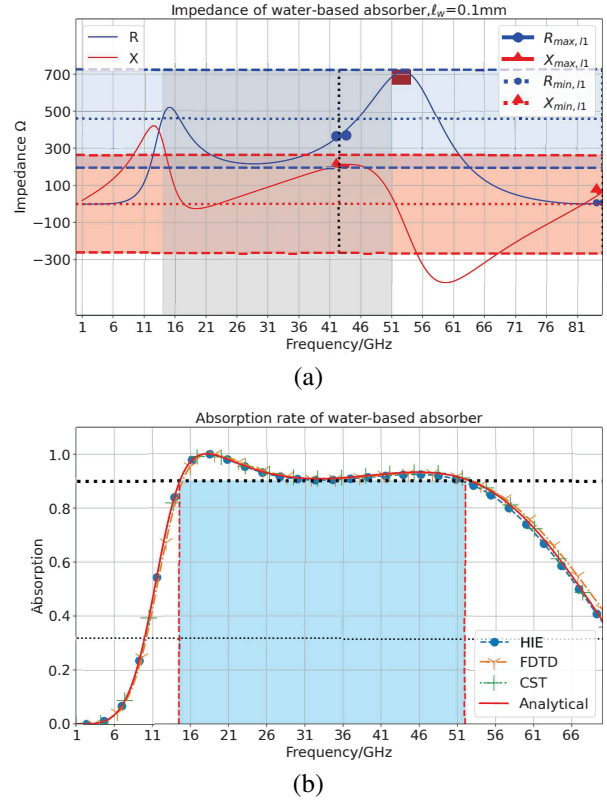 Impedance of water-based absorber,ℓw=0.1mm
R
X
Rmax,l1
Xmax,l1
Rmin,l1
Xmin,l1
700
500
300
100
−100
−300
Impedance Ω
1 6 11 16 21 26 31 36 41 46 51 56 61 66 71 76 81
Frequency/GHz
(a)
Absorption rate of water-based absorber
1.0
0.8
0.6
0.4
0.2
0.0
Absorption
HIE
FDTD
CST
Analytical
1 6 11 16 21 26 31 36 41 46 51 56 61 66
Frequency/GHz
(b)